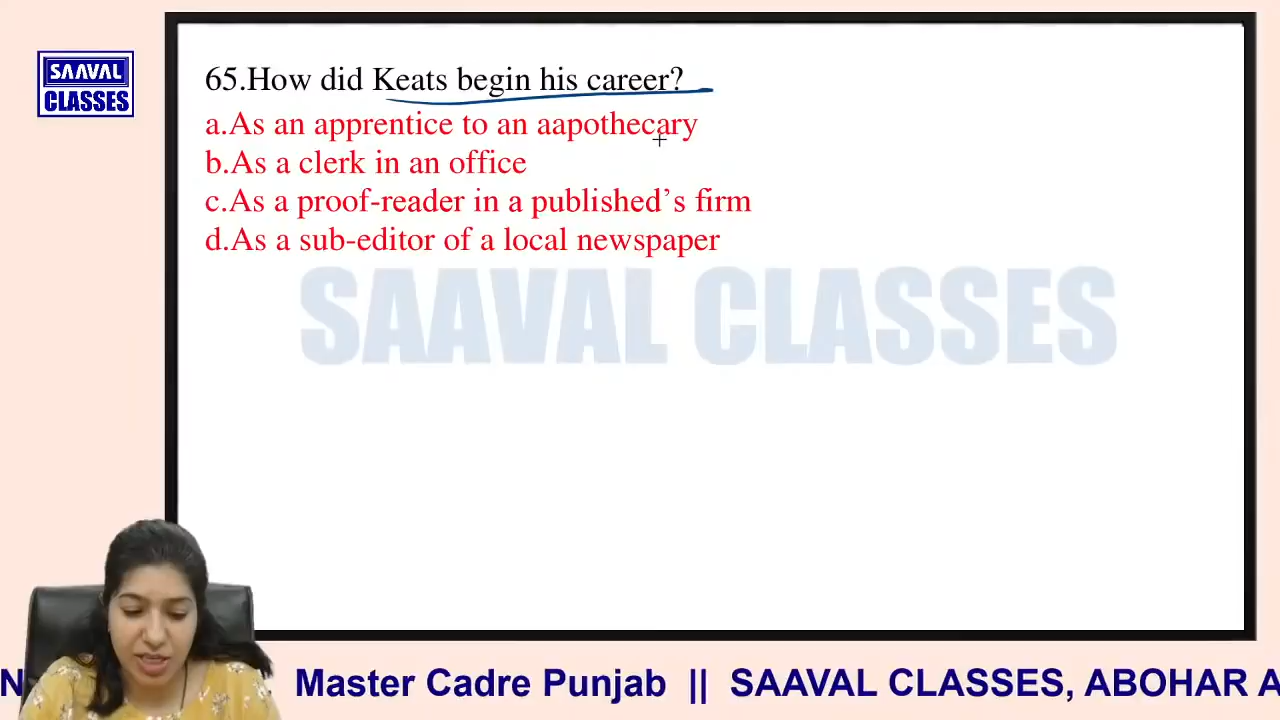 SAAVAL
CLASSES
65.How did Keats begin his career?
a.As an apprentice to an aapothecary
b.As a clerk in an office
c.As a proof-reader in a published's firm
d.As a sub-editor of a local newspaper
SAAVAL CLASSES
Master Cadre Punjab || SAAVAL CLASSES, ABOHAR A